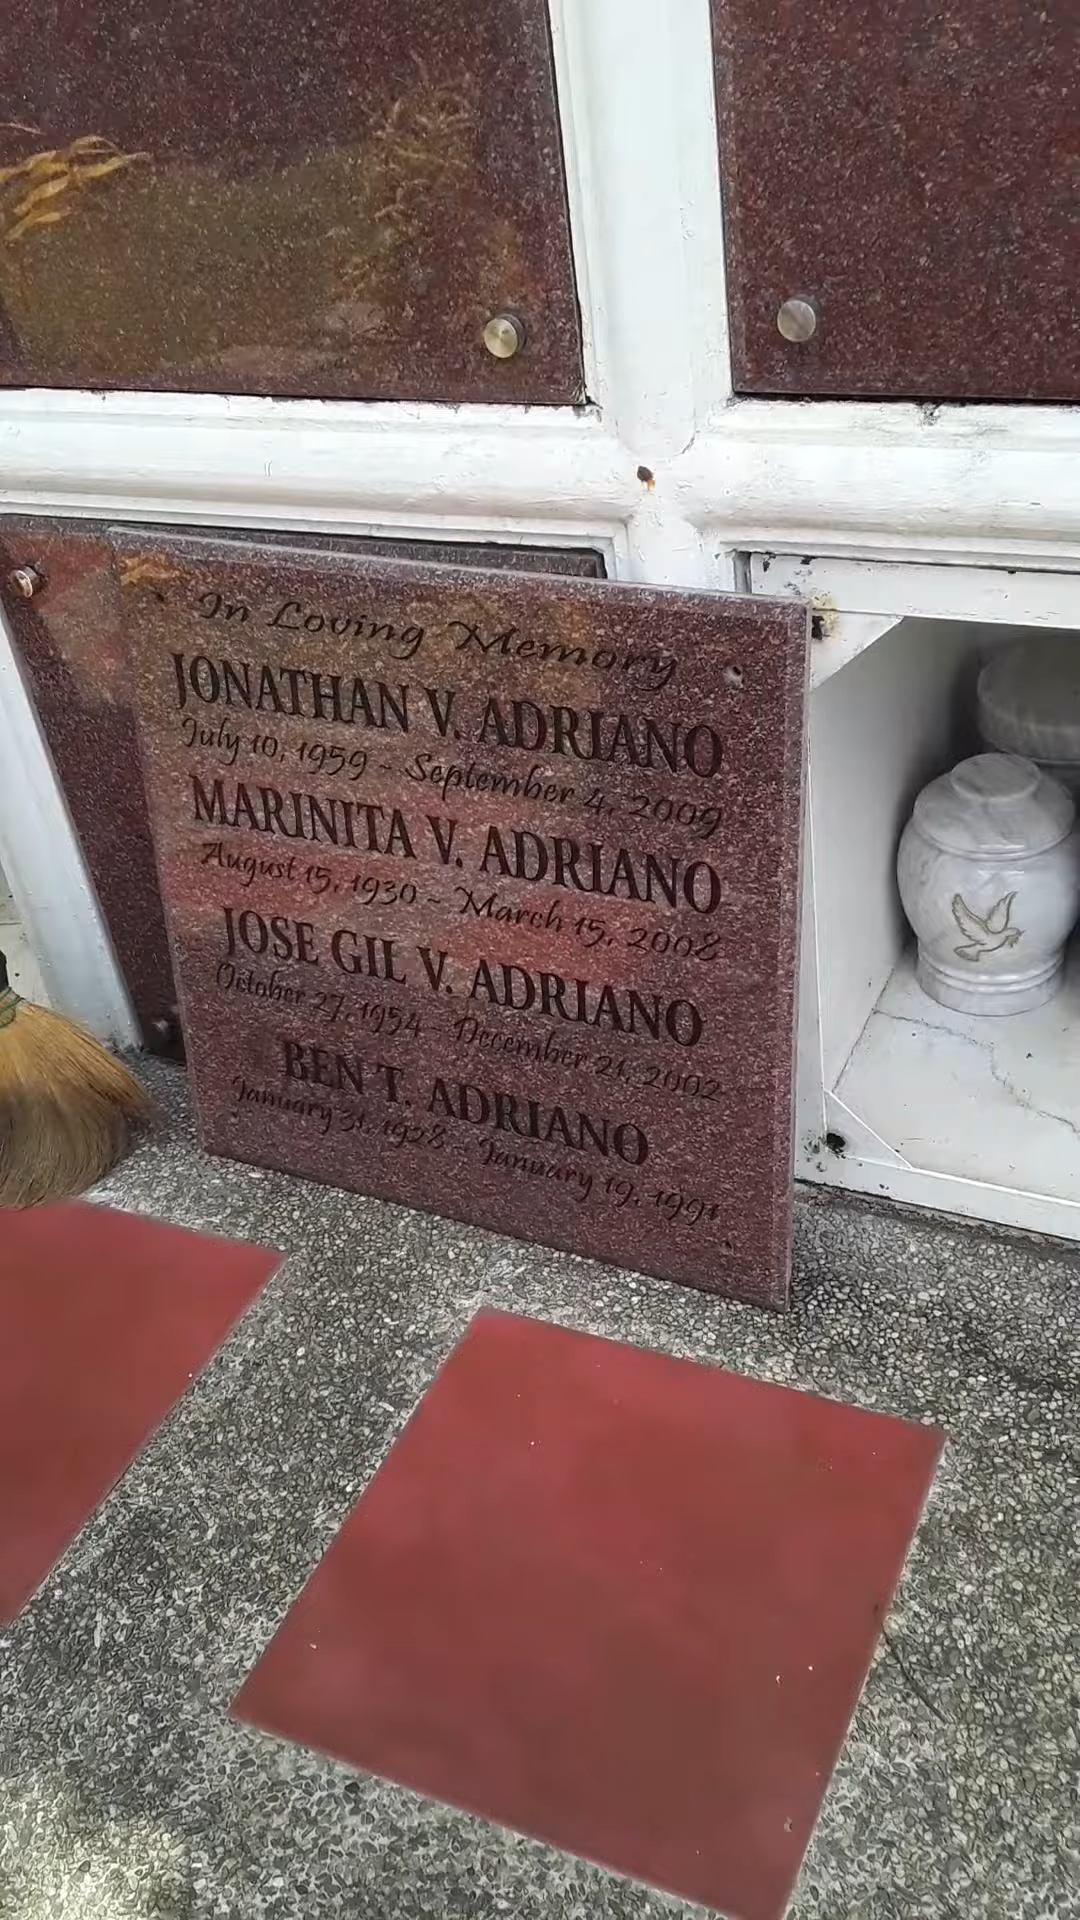 In Loving Memory
JONATHAN V. ADRIANO
July 10, 1959 - September 4, 2009
MARINITA V. ADRIANO
August 15, 1930 - March 15, 2008
JOSE GIL V. ADRIANO
October 27, 1954 - December 21, 2002
BEN T. ADRIANO
January 31, 1928 - January 19, 1991